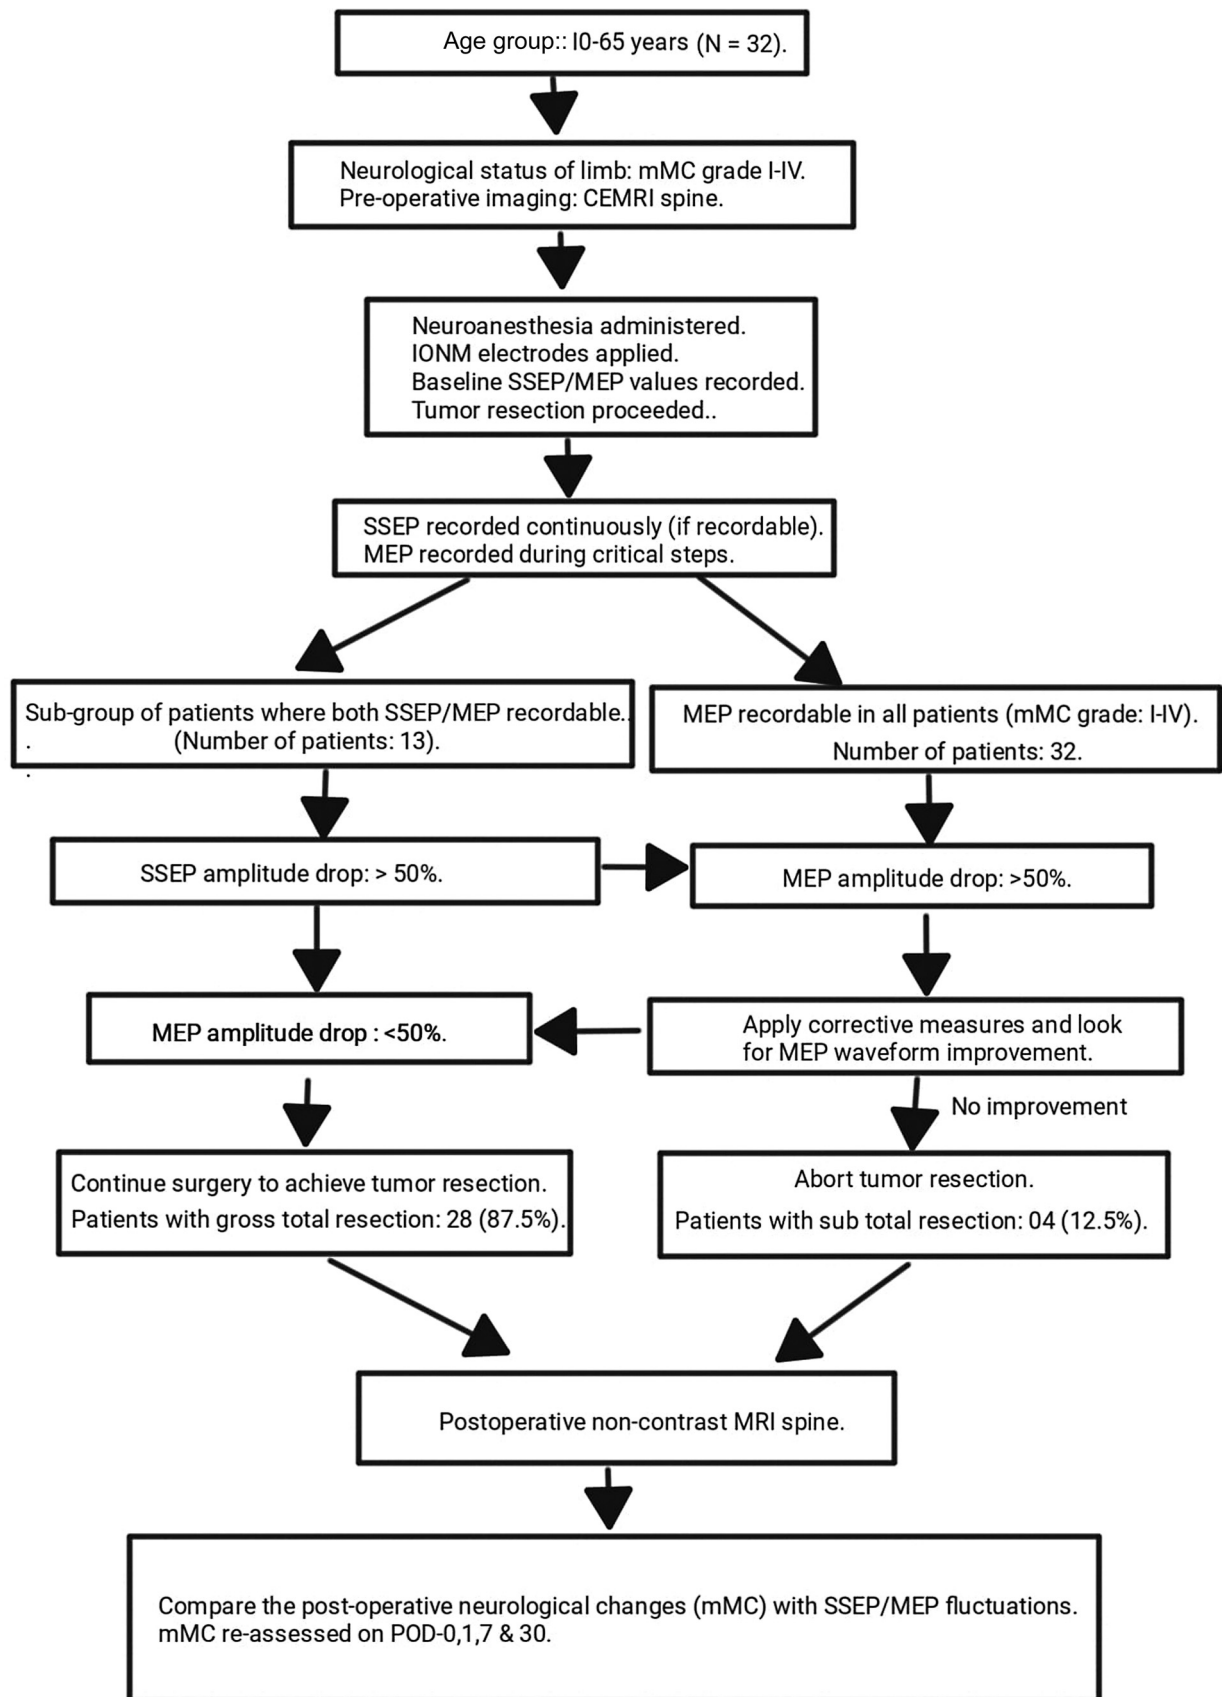 Age group:: I0-65 years (N = 32).
Neurological status of limb: mMC grade I-IV.
Pre-operative imaging: CEMRI spine.
Neuroanesthesia administered.
IONM electrodes applied.
Baseline SSEP/MEP values recorded.
Tumor resection proceeded..
SSEP recorded continuously (if recordable).
MEP recorded during critical steps.
Sub-group of patients where both SSEP/MEP recordable..
. (Number of patients: 13).
.
MEP recordable in all patients (mMC grade: I-IV).
Number of patients: 32.
SSEP amplitude drop: > 50%.
MEP amplitude drop: >50%.
MEP amplitude drop : <50%.
Apply corrective measures and look
for MEP waveform improvement.
No improvement
Continue surgery to achieve tumor resection.
Patients with gross total resection: 28 (87.5%).
Abort tumor resection.
Patients with sub total resection: 04 (12.5%).
Postoperative non-contrast MRI spine.
Compare the post-operative neurological changes (mMC) with SSEP/MEP fluctuations.
mMC re-assessed on POD-0,1,7 & 30.